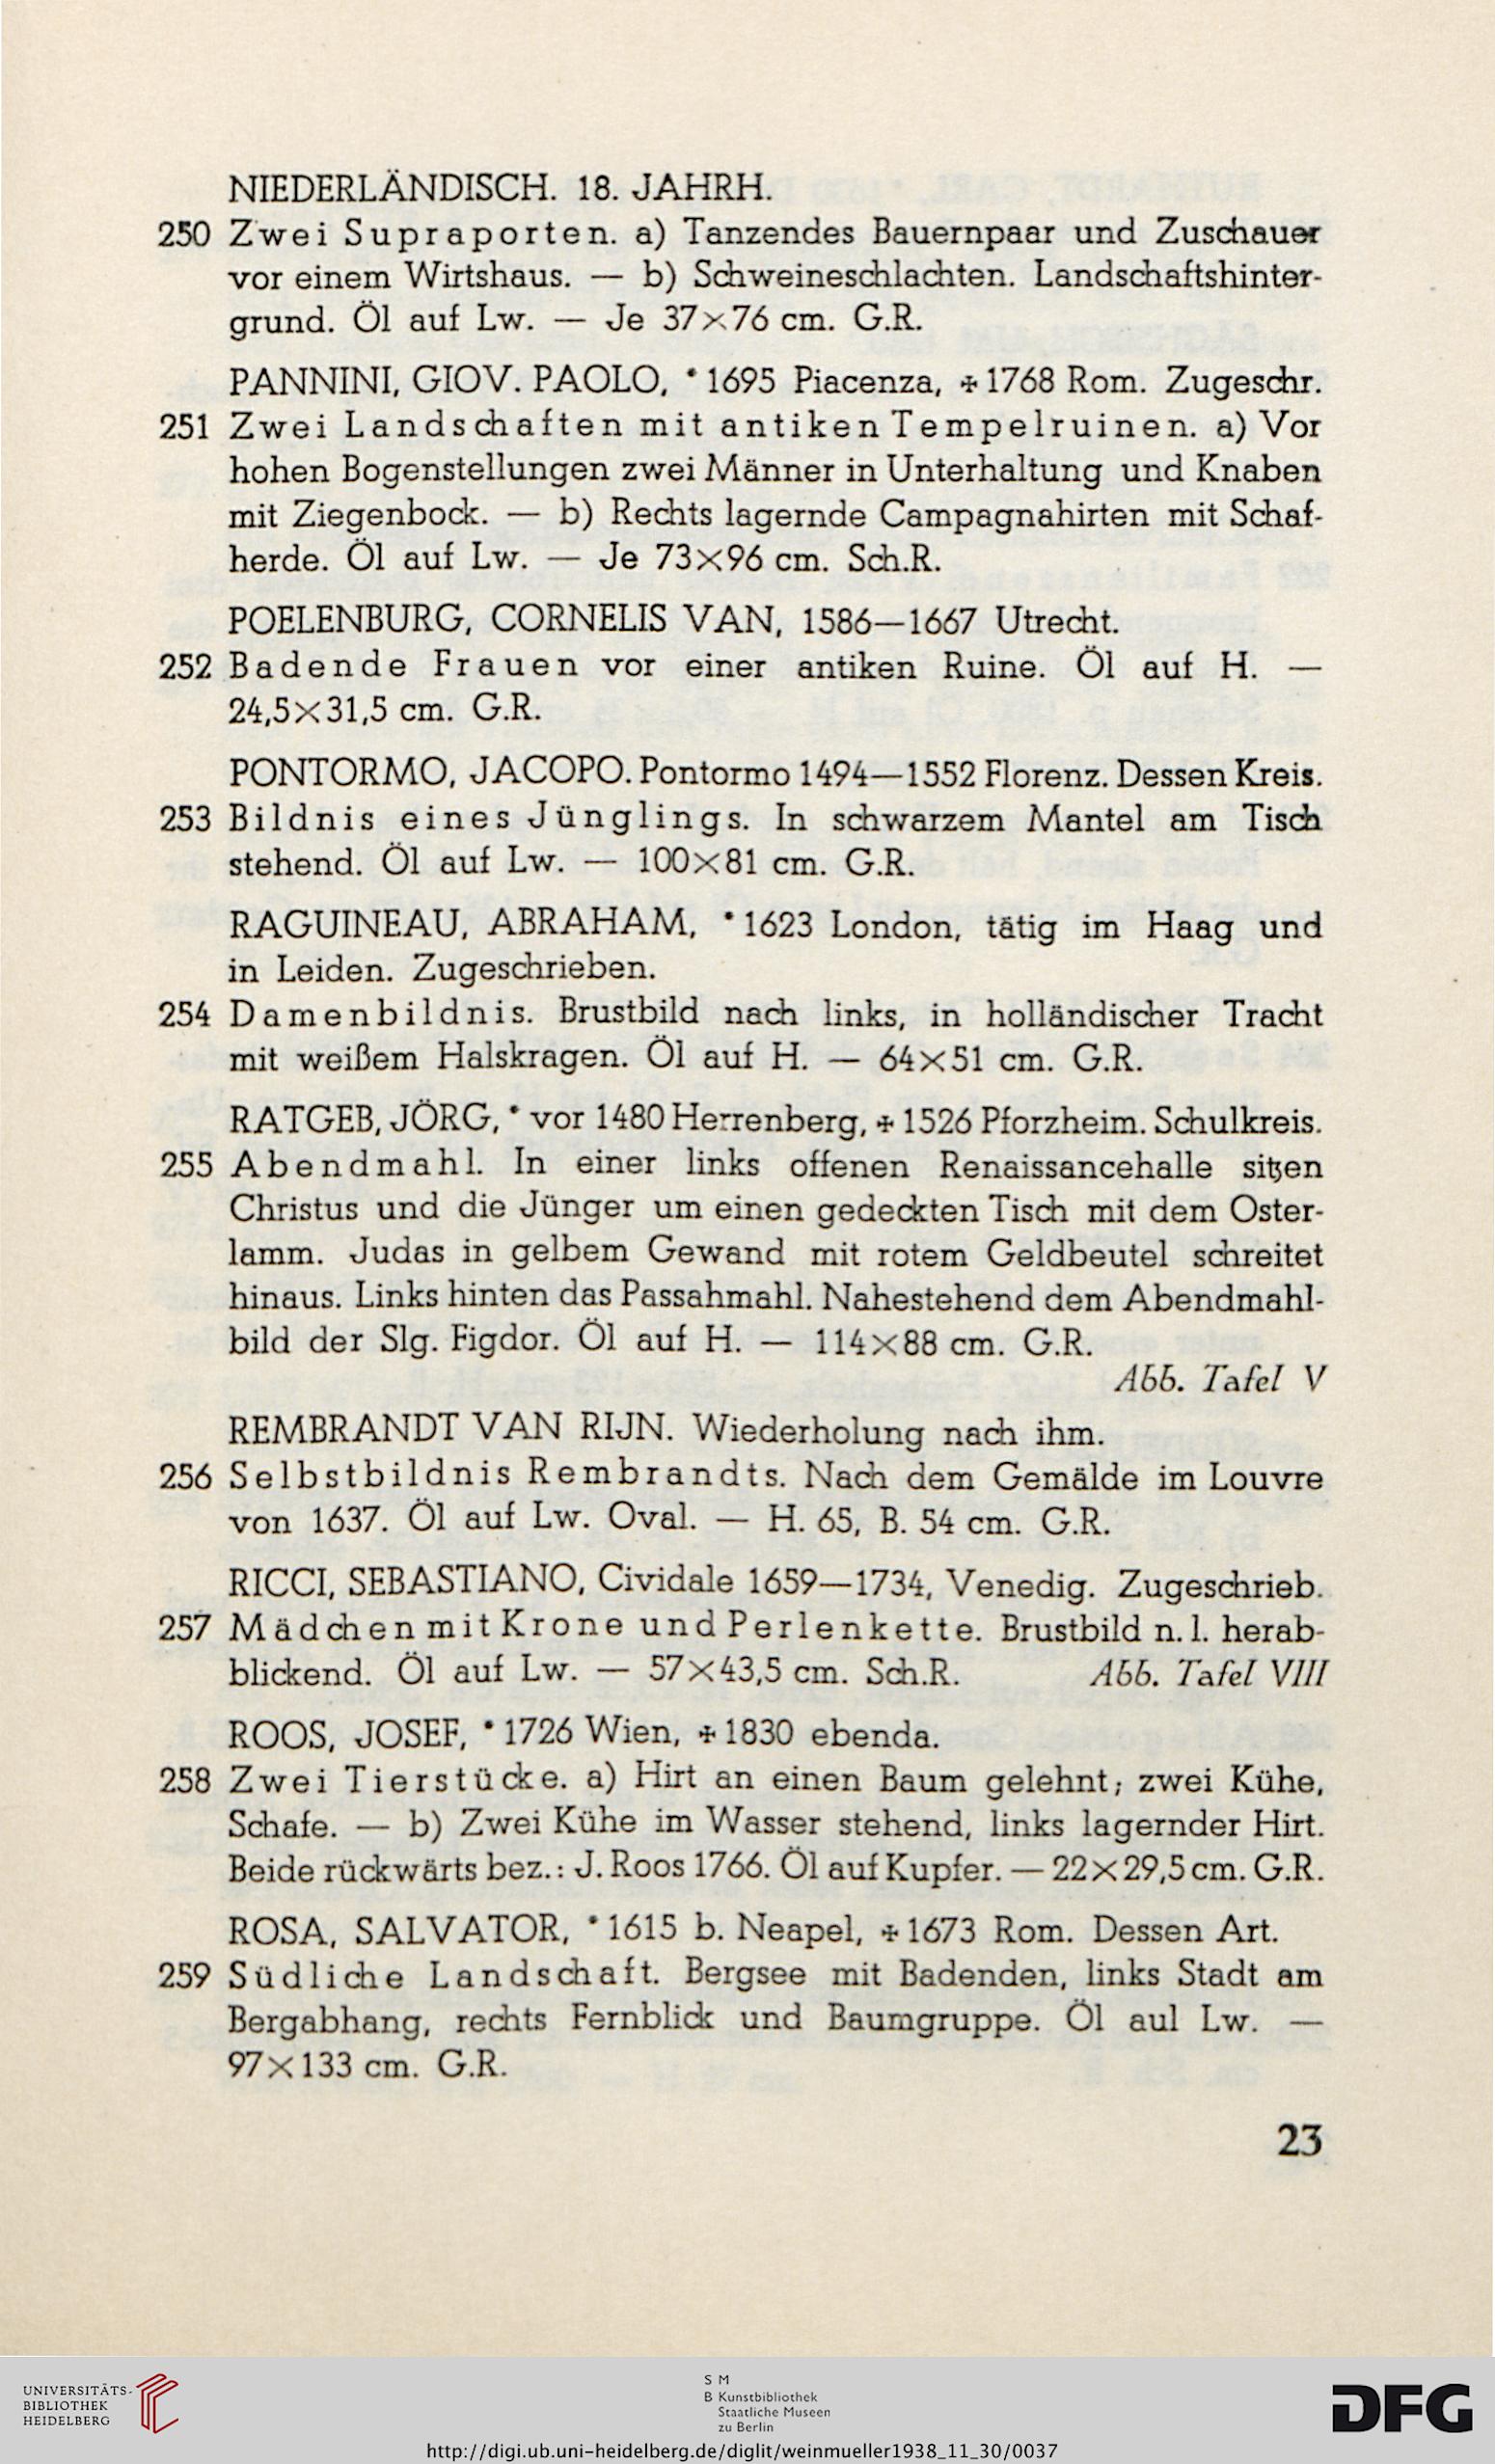 NIEDERLÄNDISCH. 18. JAHRH.
250 Zwei Supraporten. a) Tanzendes Bauernpaar und Zuschauer
vor einem Wirtshaus. — b) Schweineschlachten. Landschaftshinter-
grund. Öl auf Lw. — Je 37×76 cm. G.R.
PANNINI, GIOV. PAOLO, * 1695 Piacenza, ✢ 1768 Rom. Zugeschr.
251 Zwei Landschaften mit antiken Tempelruinen. a) Vor
hohen Bogenstellungen zwei Männer in Unterhaltung und Knaben
mit Ziegenbock. — b) Rechts lagernde Campagnahirten mit Schaf-
herde. Öl auf Lw. — Je 73×96 cm. Sch.R.
POELENBURG, CORNELIS VAN, 1586—1667 Utrecht.
252 Badende Frauen vor einer antiken Ruine. Öl auf H. —
24,5×31,5 cm. G.R.
PONTORMO, JACOPO. Pontormo 1494—1552 Florenz. Dessen Kreis.
253 Bildnis eines Jünglings. In schwarzem Mantel am Tisch
stehend. Öl auf Lw. — 100×81 cm. G.R.
RAGUINEAU, ABRAHAM, * 1623 London, tätig im Haag und
in Leiden. Zugeschrieben.
254 Damenbildnis. Brustbild nach links, in holländischer Tracht
mit weißem Halskragen. Öl auf H. — 64×51 cm. G.R.
RATGEB, JÖRG, * vor 1480 Herrenberg, ✢ 1526 Pforzheim. Schulkreis.
255 Abendmahl. In einer links offenen Renaissancehalle sitzen
Christus und die Jünger um einen gedeckten Tisch mit dem Oster-
lamm. Judas in gelbem Gewand mit rotem Geldbeutel schreitet
hinaus. Links hinten das Passahmahl. Nahestehend dem Abendmahl-
bild der Slg. Figdor. Öl auf H. — 114×88 cm. G.R.
Abb. Tafel V
REMBRANDT VAN RIJN. Wiederholung nach ihm.
256 Selbstbildnis Rembrandts. Nach dem Gemälde im Louvre
von 1637. Öl auf Lw. Oval. — H. 65, B. 54 cm. G.R.
RICCI, SEBASTIANO, Cividale 1659—1734, Venedig. Zugeschrieb.
257 Mädchen mit Krone und Perlenkette. Brustbild n. l. herab-
blickend. Öl auf Lw. — 57×43,5 cm. Sch.R. Abb. Tafel VIII
ROOS, JOSEF, * 1726 Wien, ✢ 1830 ebenda.
258 Zwei Tierstücke. a) Hirt an einen Baum gelehnt; zwei Kühe,
Schafe. — b) Zwei Kühe im Wasser stehend, links lagernder Hirt.
Beide rückwärts bez.: J. Roos 1766. Öl auf Kupfer. — 22×29,5 cm. G.R.
ROSA, SALVATOR, * 1615 b. Neapel, ✢ 1673 Rom. Dessen Art.
259 Südliche Landschaft. Bergsee mit Badenden, links Stadt am
Bergabhang, rechts Fernblick und Baumgruppe. Öl aul Lw. —
97×133 cm. G.R.
23
UNIVERSITÄTS-
BIBLIOTHEK
HEIDELBERG
S M
B Kunstbibliothek
Staatliche Museen
zu Berlin
DFG
http://digi.ub.uni-heidelberg.de/diglit/weinmueller1938_11_30/0037